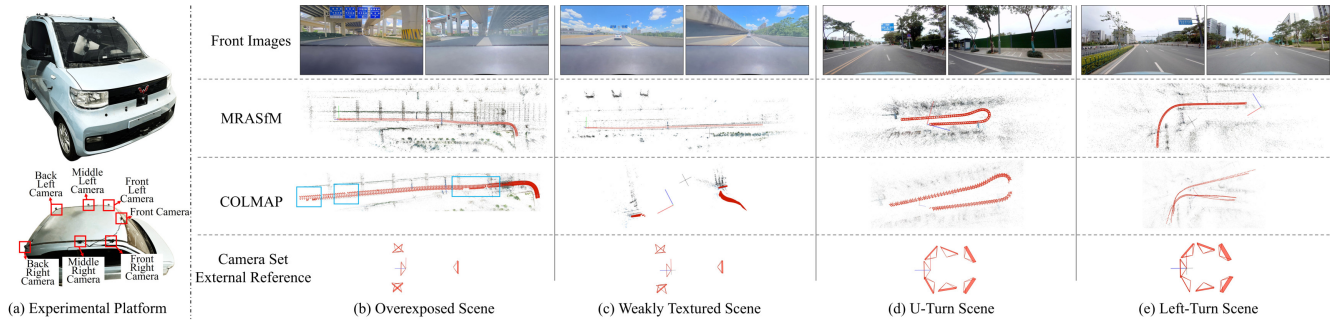 Front Images
MRASfM
COLMAP
Camera Set
External Reference
Back
Left
Camera
Middle
Left
Camera
Front
Left
Camera
Front Camera
Back
Right
Camera
Middle
Right
Camera
Front
Right
Camera
(a) Experimental Platform
(b) Overexposed Scene
(c) Weakly Textured Scene
(d) U-Turn Scene
(e) Left-Turn Scene